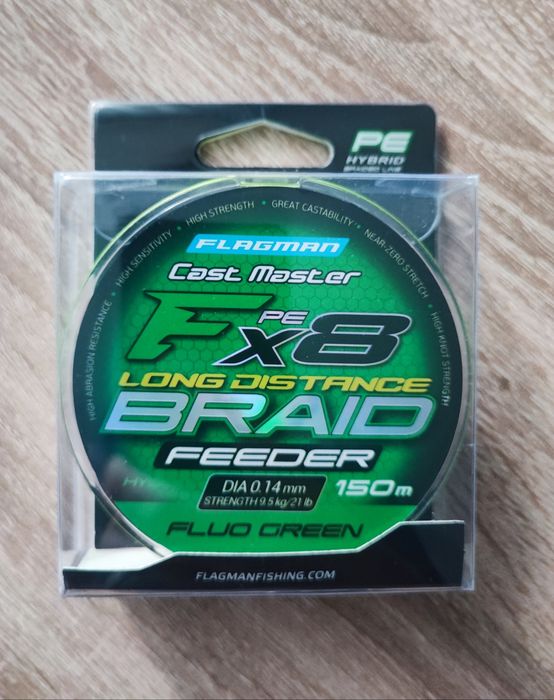 PE
HYBRID
BRAIDED LINE
HIGH ABRASION RESISTANCE • HIGH SENSITIVITY • HIGH STRENGTH • GREAT CASTABILITY • NEAR-ZERO STRETCH • HIGH KNOT STRENGTH
FLAGMAN
Cast Master
F PE x8
LONG DISTANCE
BRAID
FEEDER
DIA 0.14 mm
STRENGTH 9.5 kg/21 lb
150m
FLUO GREEN
FLAGMANFISHING.COM